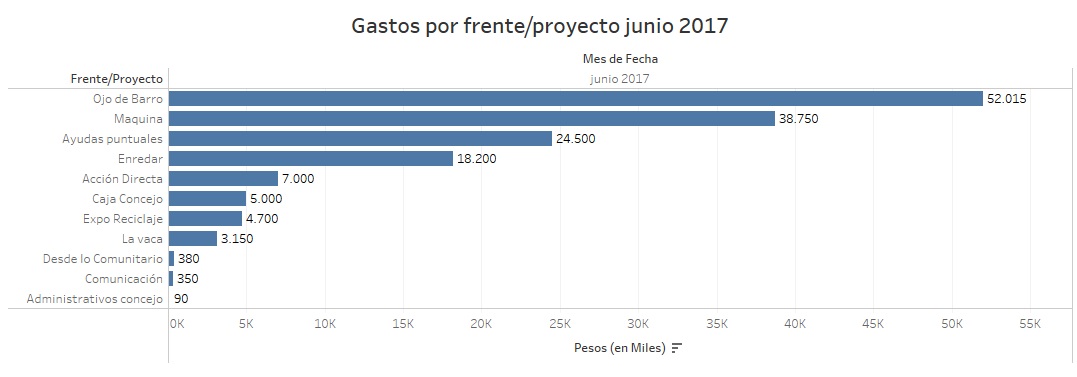 Gastos por frente/proyecto junio 2017
Mes de Fecha
Frente/Proyecto junio 2017
Ojo de Barro 52.015
Maquina 38.750
Ayudas puntuales 24.500
Enredar 18.200
Acción Directa 7.000
Caja Concejo 5.000
Expo Reciclaje 4.700
La vaca 3.150
Desde lo Comunitario 380
Comunicación 350
Administrativos concejo 90
0K 5K 10K 15K 20K 25K 30K 35K 40K 45K 50K 55K
Pesos (en Miles)